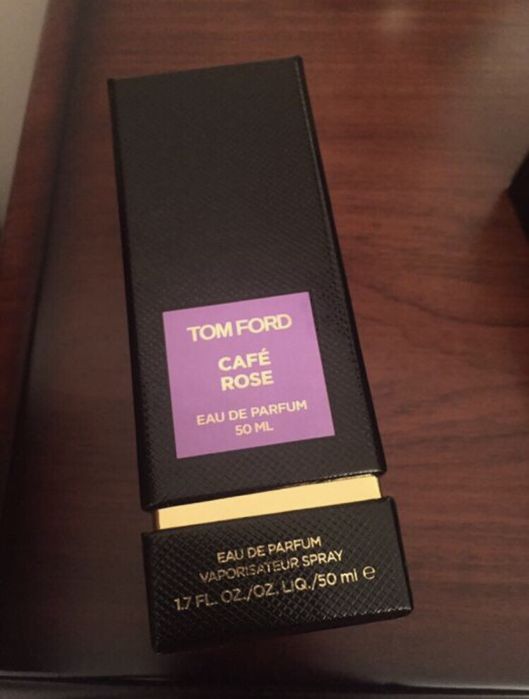 TOM FORD
CAFÉ
ROSE
EAU DE PARFUM
50 ML
EAU DE PARFUM
VAPORISATEUR SPRAY
1.7 FL. OZ./OZ. LIQ./50 ml ℮